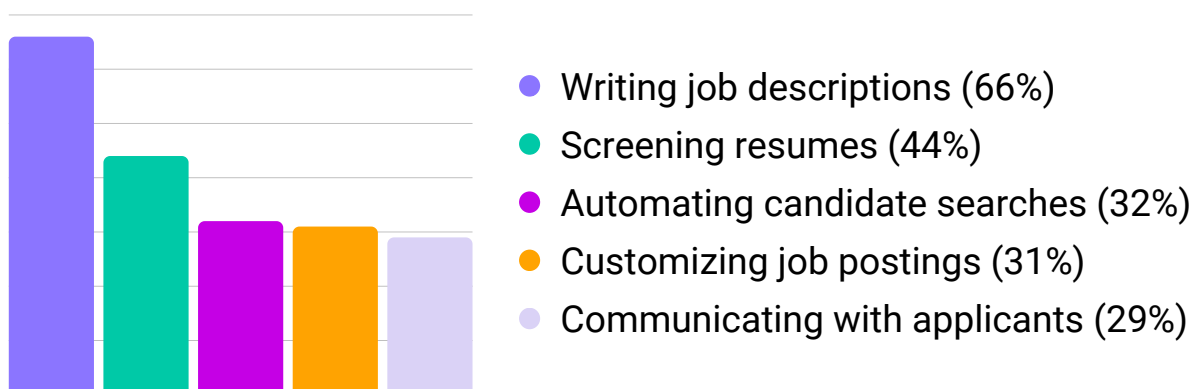 Writing job descriptions (66%)
Screening resumes (44%)
Automating candidate searches (32%)
Customizing job postings (31%)
Communicating with applicants (29%)